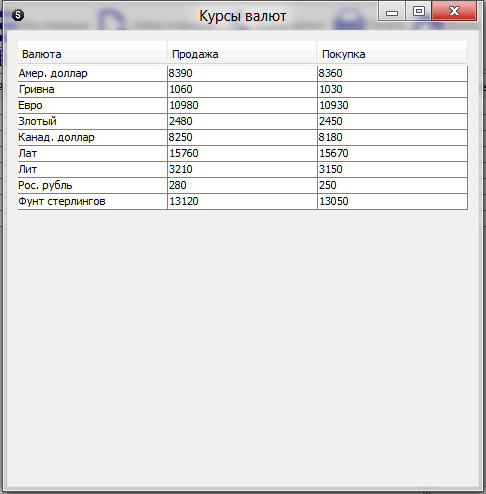 Курсы валют
Валюта Продажа Покупка
Амер. доллар 8390 8360
Гривна 1060 1030
Евро 10980 10930
Злотый 2480 2450
Канад. доллар 8250 8180
Лат 15760 15670
Лит 3210 3150
Рос. рубль 280 250
Фунт стерлингов 13120 13050